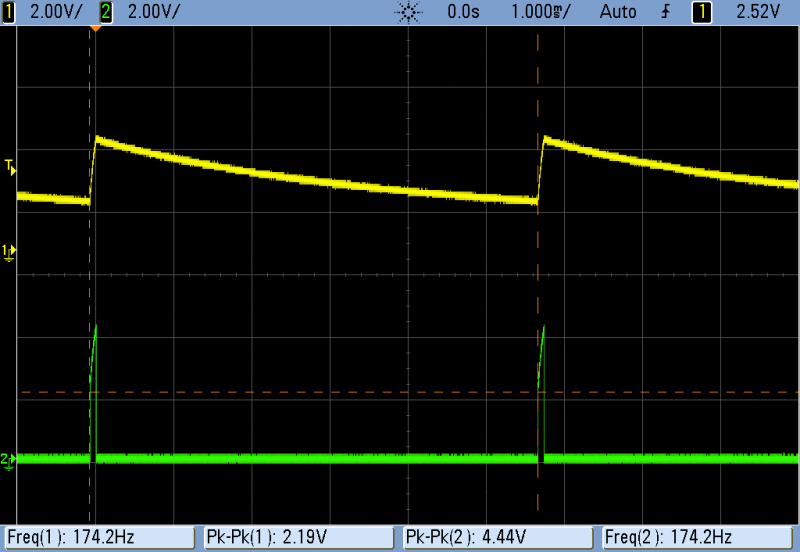 1 2.00V/ 2 2.00V/ 0.0s 1.000ms/ Auto 1 2.52V
T
1
2
Freq(1): 174.2Hz Pk-Pk(1): 2.19V Pk-Pk(2): 4.44V Freq(2): 174.2Hz